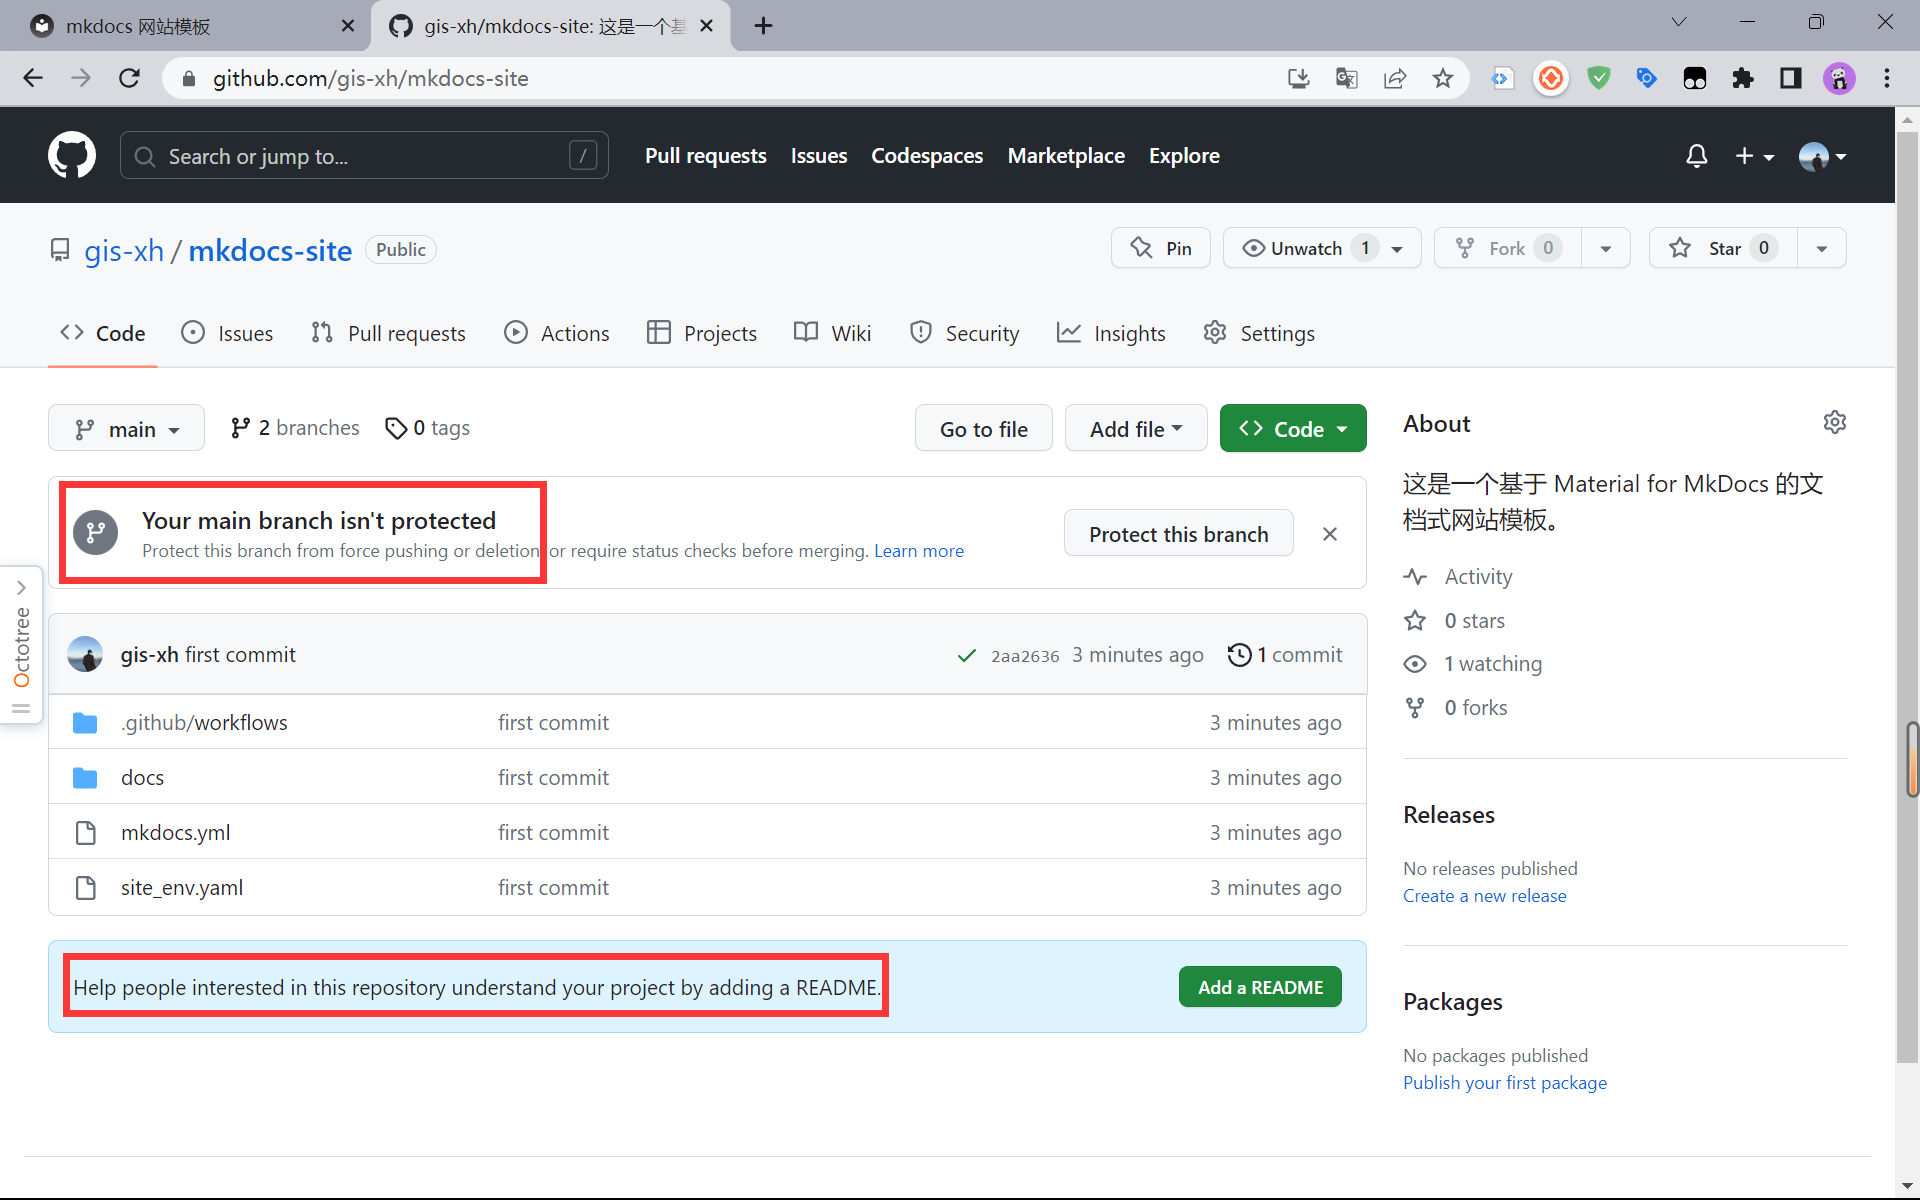 mkdocs 网站模板
gis-xh/mkdocs-site: 这是一个基
github.com/gis-xh/mkdocs-site
Search or jump to...
/
Pull requests
Issues
Codespaces
Marketplace
Explore
gis-xh / mkdocs-site
Public
Pin
Unwatch 1
Fork 0
Star 0
Code
Issues
Pull requests
Actions
Projects
Wiki
Security
Insights
Settings
main
2 branches
0 tags
Go to file
Add file
Code
Your main branch isn't protected
Protect this branch from force pushing or deletion, or require status checks before merging. Learn more
Protect this branch
Octotree
gis-xh first commit
2aa2636 3 minutes ago
1 commit
.github/workflows first commit 3 minutes ago
docs first commit 3 minutes ago
mkdocs.yml first commit 3 minutes ago
site_env.yaml first commit 3 minutes ago
Help people interested in this repository understand your project by adding a README.
Add a README
About
这是一个基于 Material for MkDocs 的文
档式网站模板。
Activity
0 stars
1 watching
0 forks
Releases
No releases published
Create a new release
Packages
No packages published
Publish your first package